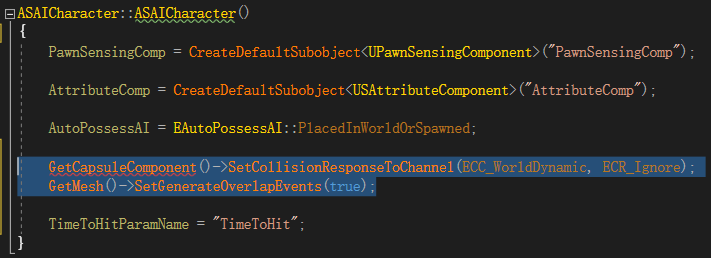 ASAICharacter::ASAICharacter()
{
PawnSensingComp = CreateDefaultSubobject<UPawnSensingComponent>("PawnSensingComp");
AttributeComp = CreateDefaultSubobject<USAttributeComponent>("AttributeComp");
AutoPossessAI = EAutoPossessAI::PlacedInWorldOrSpawned;
GetCapsuleComponent()->SetCollisionResponseToChannel(ECC_WorldDynamic, ECR_Ignore);
GetMesh()->SetGenerateOverlapEvents(true);
TimeToHitParamName = "TimeToHit";
}